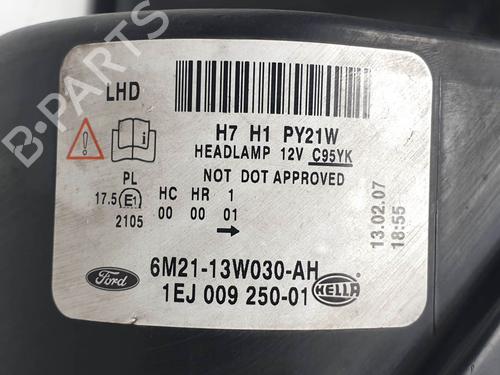 B-PARTS
LHD
H7 H1 PY21W
HEADLAMP 12V C95YK
NOT DOT APPROVED
PL HC HR 1
17.5 E1 00 00 01
2105
13.02.07
18:55
Ford
6M21-13W030-AH
1EJ 009 250-01
HELLA